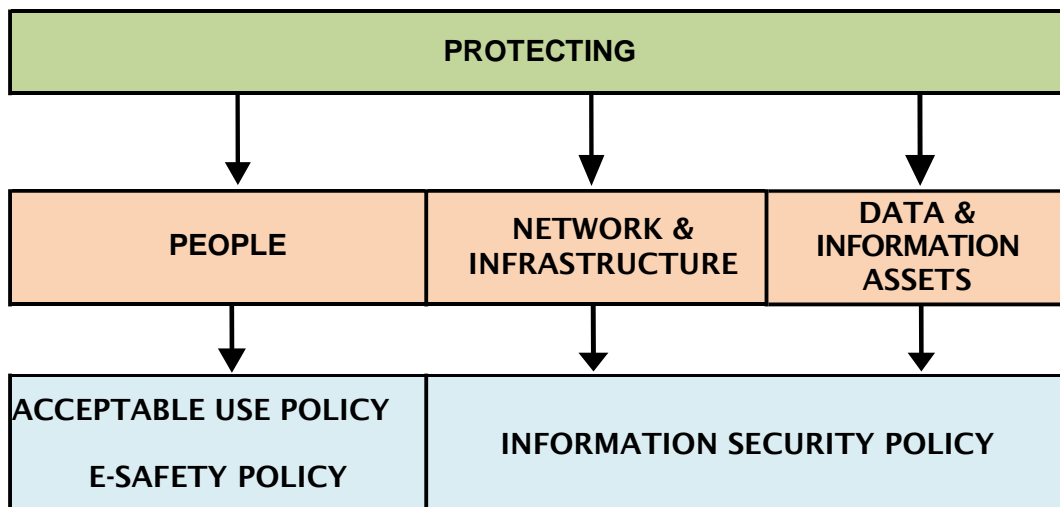 PROTECTING
PEOPLE
NETWORK &
INFRASTRUCTURE
DATA &
INFORMATION
ASSETS
ACCEPTABLE USE POLICY
E-SAFETY POLICY
INFORMATION SECURITY POLICY